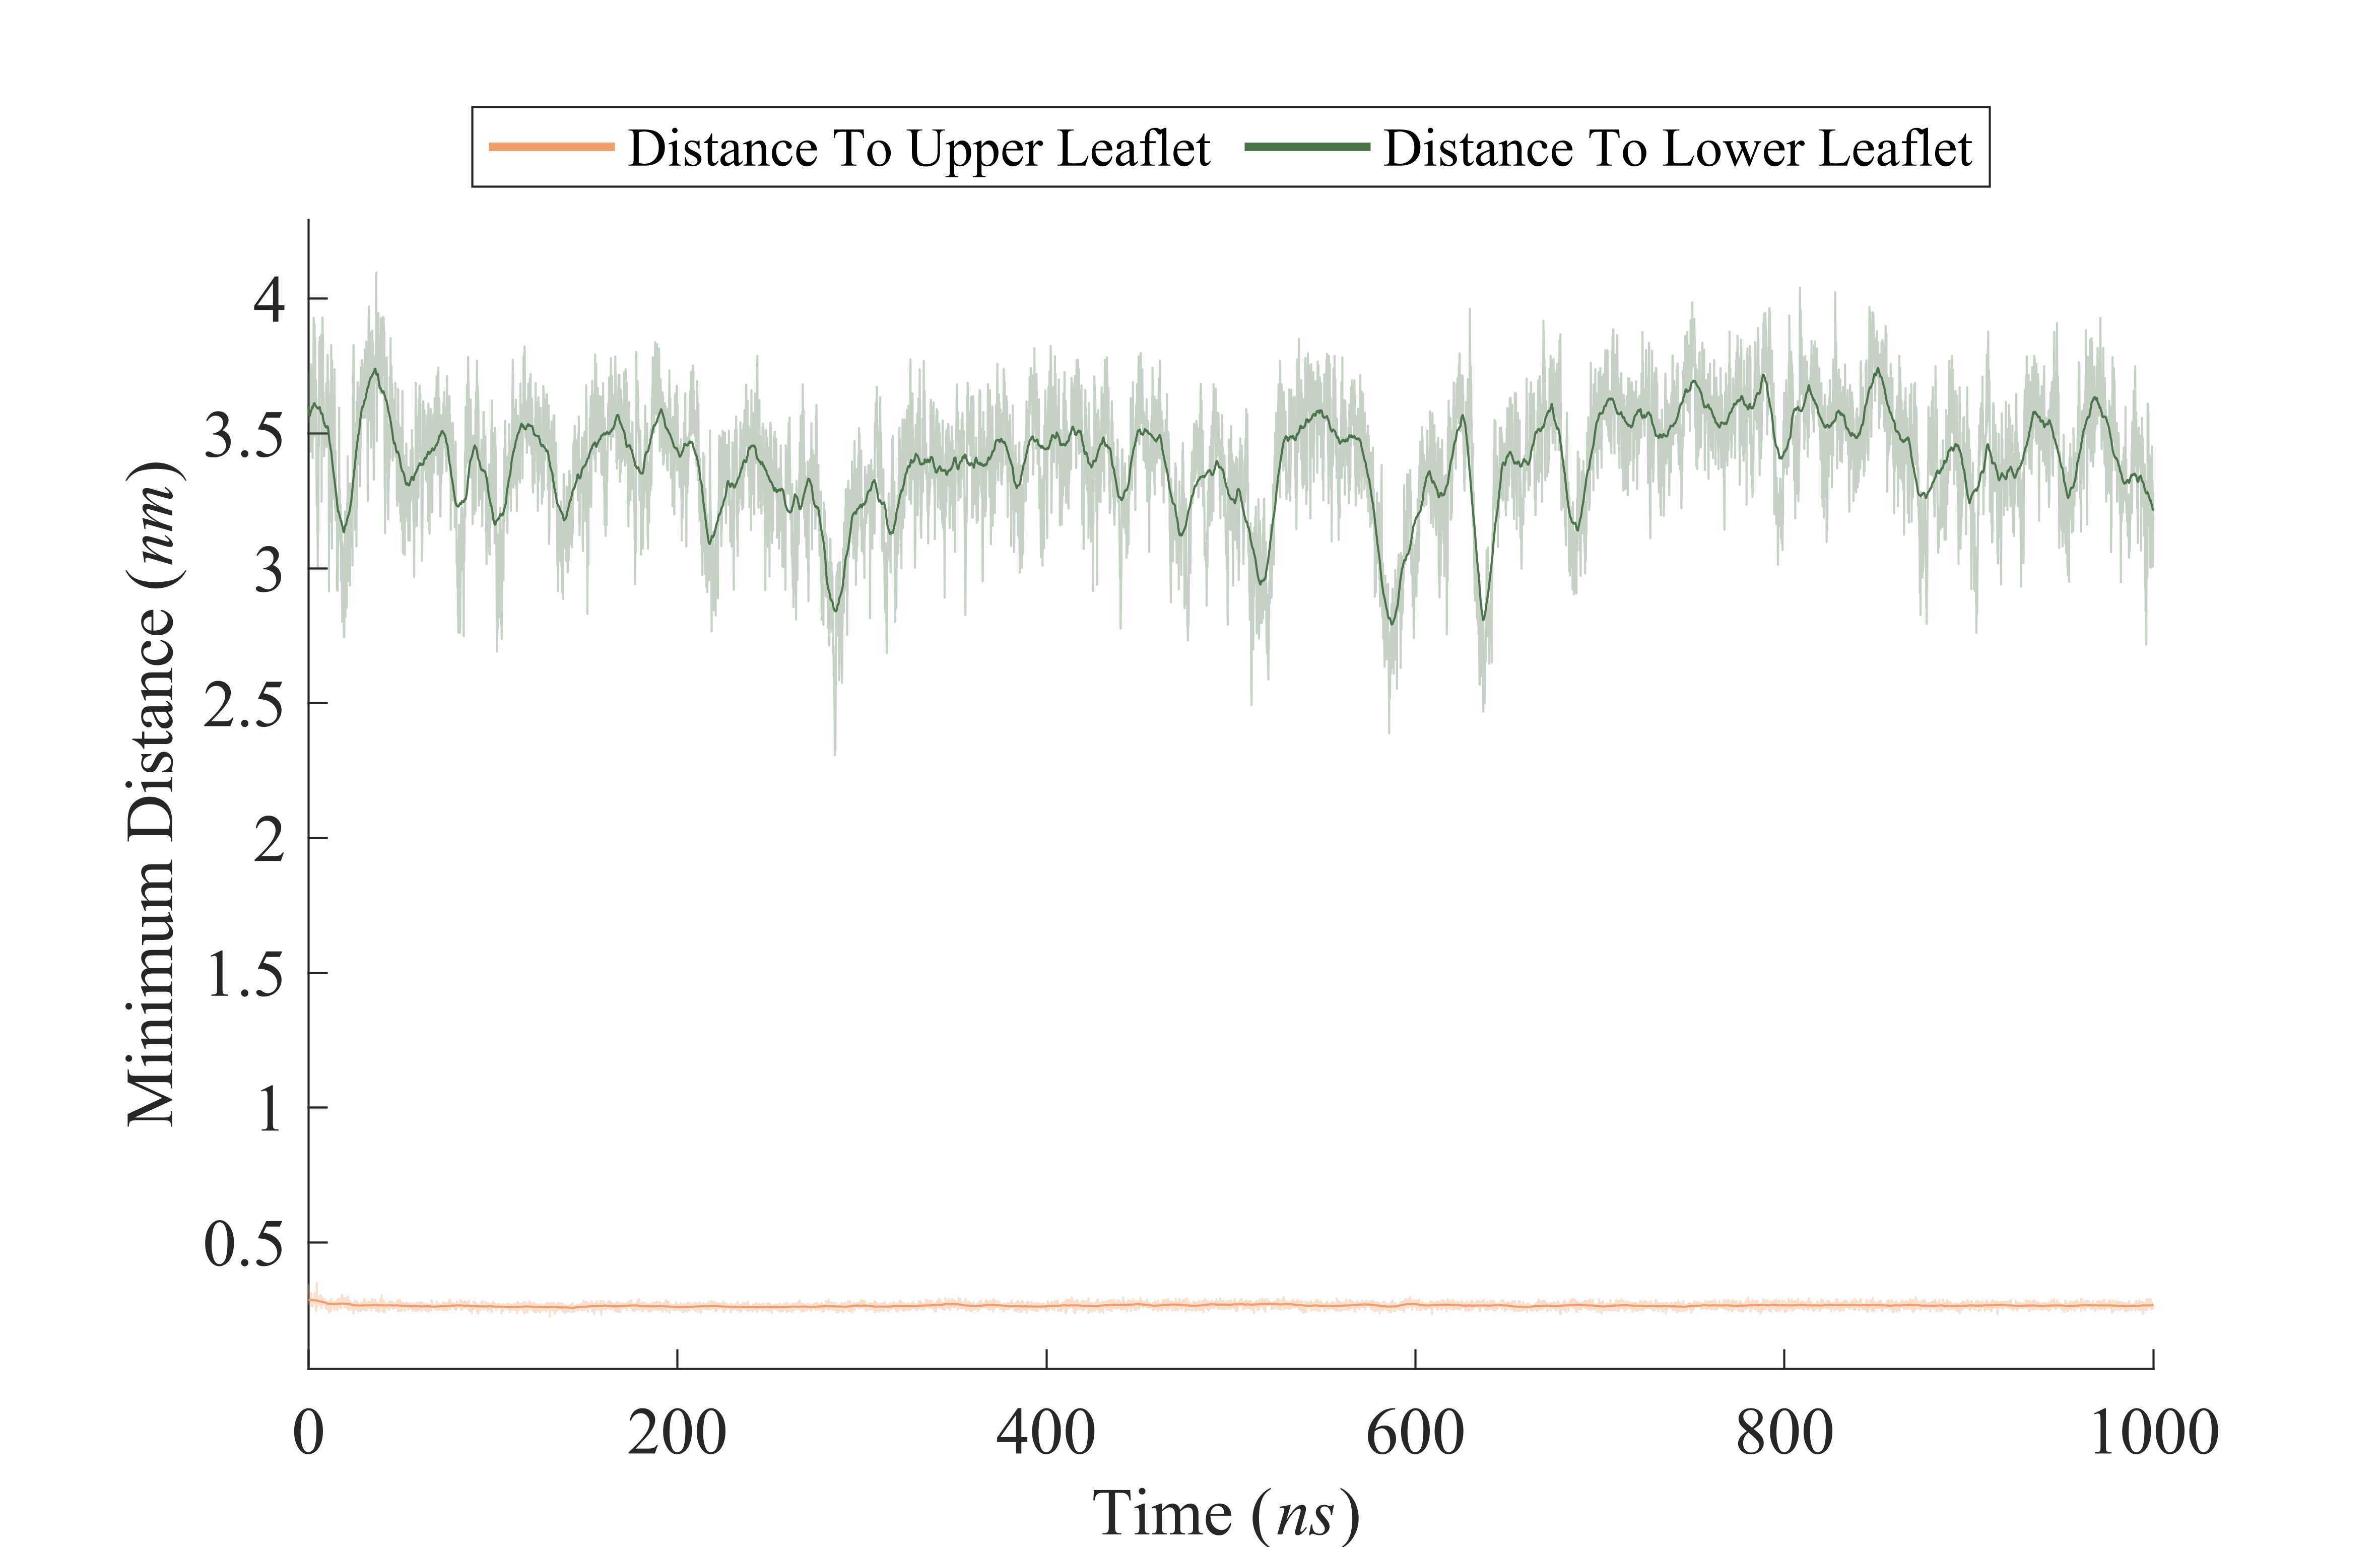 Distance To Upper Leaflet Distance To Lower Leaflet
Minimum Distance (nm)
4
3.5
3
2.5
2
1.5
1
0.5
0 200 400 600 800 1000
Time (ns)